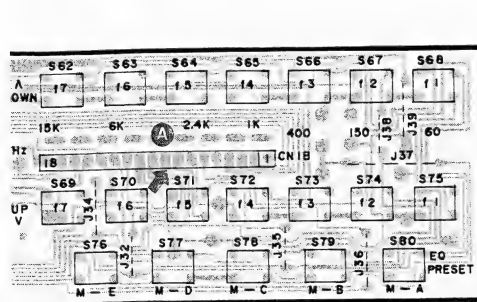 S62 S63 S64 S65 S66 S67 S68
Λ
OWN
f7 f6 f5 f4 f3 f2 f1
J38 J39
15K 6K A 2.4K 1K 400 150 60
Hz
18 1 CN1B
J37
S69 S70 S71 S72 S73 S74 S75
UP
V
f7 J34 f6 f5 f4 f3 f2 f1
S76 J32 S77 S78 J35 S79 J36 S80
EQ
PRESET
M-E M-D M-C M-B M-A